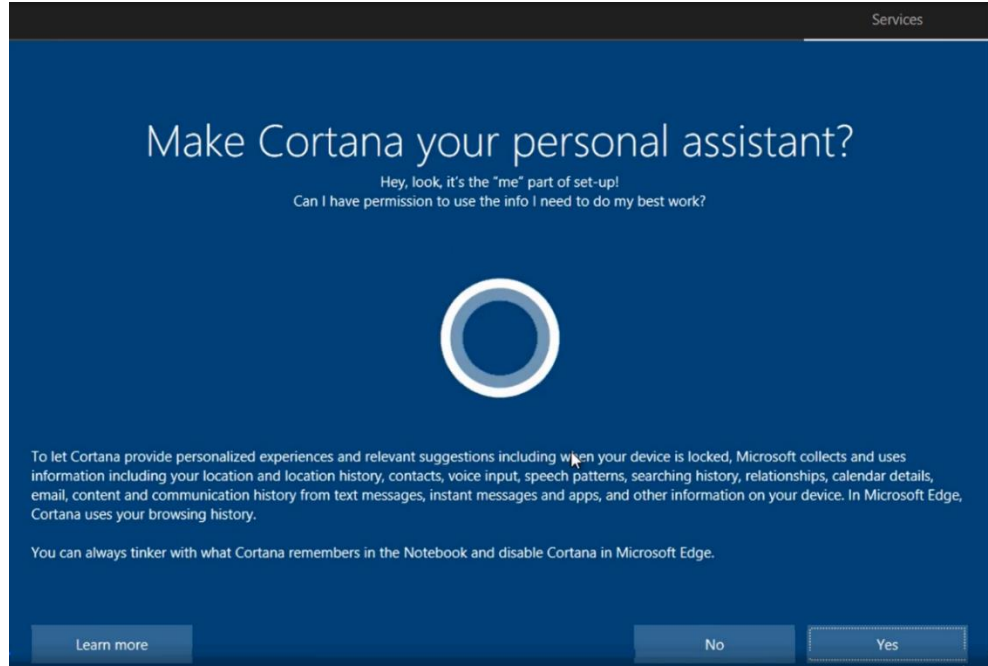 Services
Make Cortana your personal assistant?
Hey, look, it's the "me" part of set-up!
Can I have permission to use the info I need to do my best work?
To let Cortana provide personalized experiences and relevant suggestions including when your device is locked, Microsoft collects and uses
information including your location and location history, contacts, voice input, speech patterns, searching history, relationships, calendar details,
email, content and communication history from text messages, instant messages and apps, and other information on your device. In Microsoft Edge,
Cortana uses your browsing history.
You can always tinker with what Cortana remembers in the Notebook and disable Cortana in Microsoft Edge.
Learn more
No
Yes